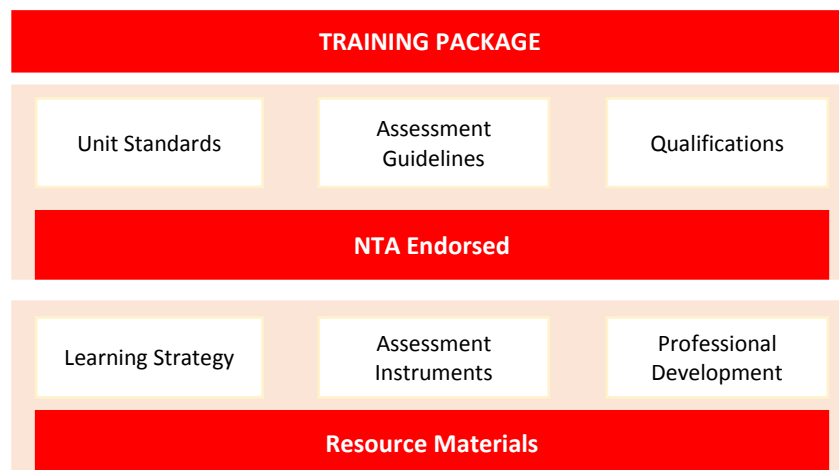 TRAINING PACKAGE
Unit Standards
Assessment
Guidelines
Qualifications
NTA Endorsed
Learning Strategy
Assessment
Instruments
Professional
Development
Resource Materials